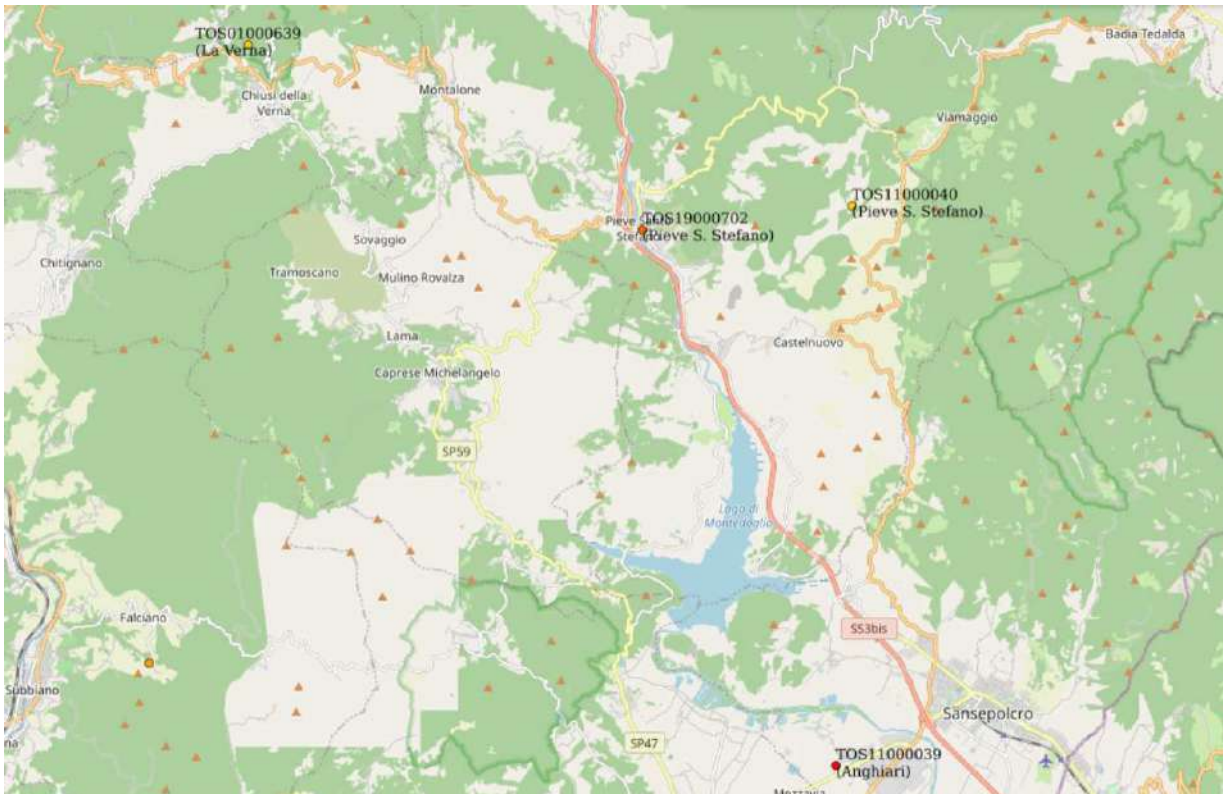 TOS01000639
(La Verna)
Badia Tedalda
Montalone
Chiusi della
Verna
Viamaggio
TOS11000040
(Pieve S. Stefano)
TOS19000702
(Pieve S. Stefano)
Sovaggio
Chitignano
Tramoscano
Mulino Rovalza
Lama
Castelnuovo
Caprese Michelangelo
SP59
Lago di
Montedoglio
Falciano
SS3bis
Subbiano
Sansepolcro
SP47
TOS11000039
(Anghiari)